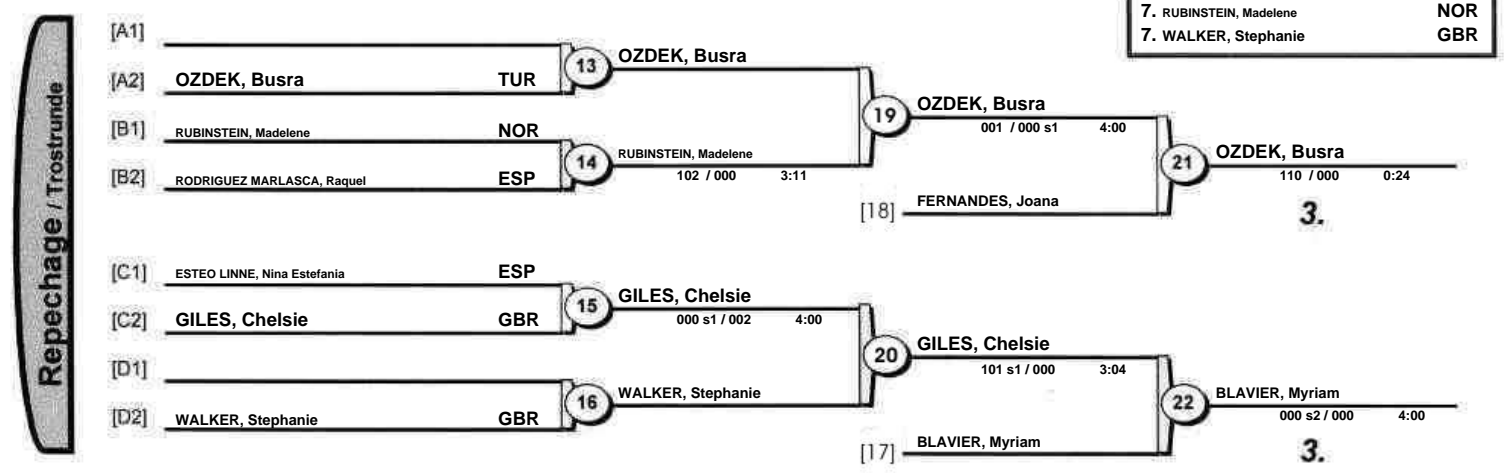 7. RUBINSTEIN, Madelene NOR
7. WALKER, Stephanie GBR
Repechage / Trostrunde
[A1]
[A2] OZDEK, Busra TUR
13 OZDEK, Busra
[B1] RUBINSTEIN, Madelene NOR
[B2] RODRIGUEZ MARLASCA, Raquel ESP
14 RUBINSTEIN, Madelene
102 / 000 3:11
19 OZDEK, Busra
001 / 000 s1 4:00
[18] FERNANDES, Joana
21 OZDEK, Busra
110 / 000 0:24
3.
[C1] ESTEO LINNE, Nina Estefania ESP
[C2] GILES, Chelsie GBR
15 GILES, Chelsie
000 s1 / 002 4:00
[D1]
[D2] WALKER, Stephanie GBR
16 WALKER, Stephanie
20 GILES, Chelsie
101 s1 / 000 3:04
[17] BLAVIER, Myriam
22 BLAVIER, Myriam
000 s2 / 000 4:00
3.